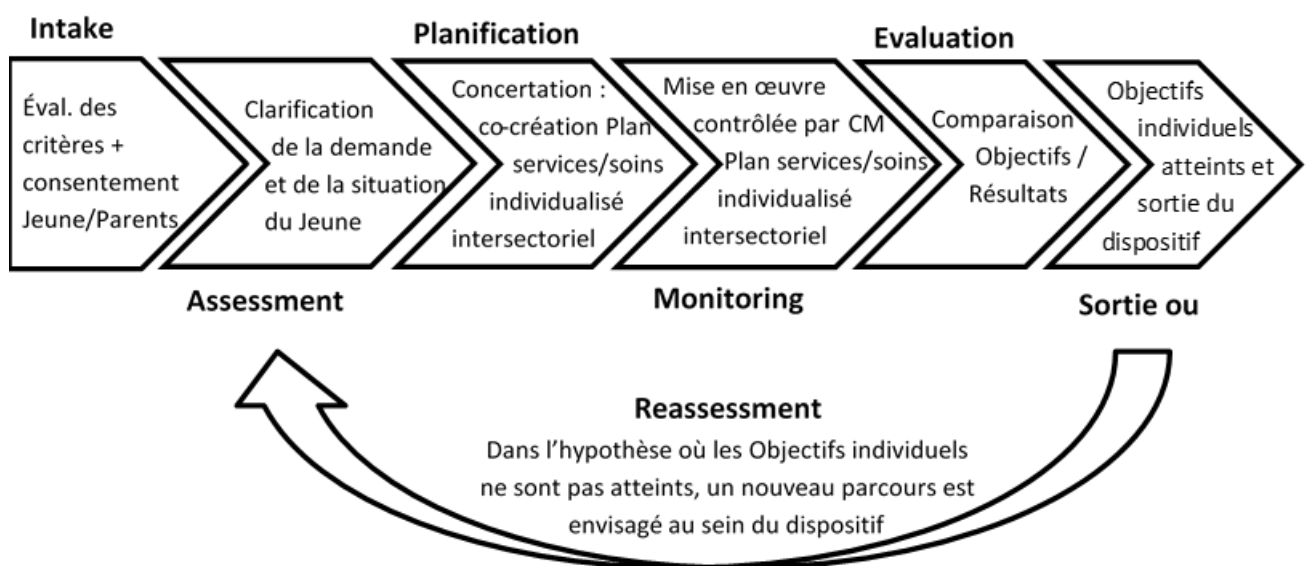 Intake
Éval. des
critères +
consentement
Jeune/Parents
Clarification
de la demande
et de la situation
du Jeune
Assessment
Planification
Concertation :
co-création Plan
services/soins
individualisé
intersectoriel
Mise en œuvre
contrôlée par CM
Plan services/soins
individualisé
intersectoriel
Monitoring
Evaluation
Comparaison
Objectifs /
Résultats
Objectifs
individuels
atteints et
sortie du
dispositif
Sortie ou
Reassessment
Dans l’hypothèse où les Objectifs individuels
ne sont pas atteints, un nouveau parcours est
envisagé au sein du dispositif